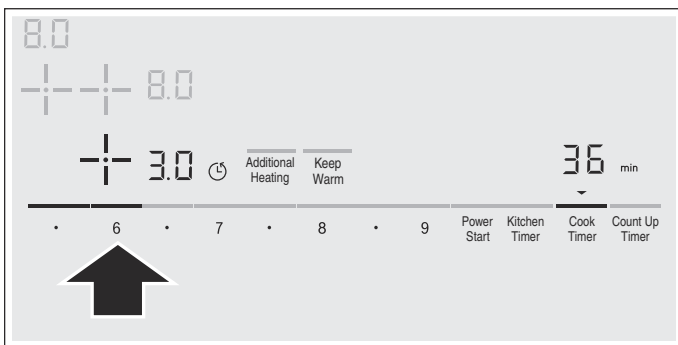 8.0
8.0
3.0 Additional Heating Keep Warm 36 min
· 6 · 7 · 8 · 9 Power Start Kitchen Timer Cook Timer Count Up Timer